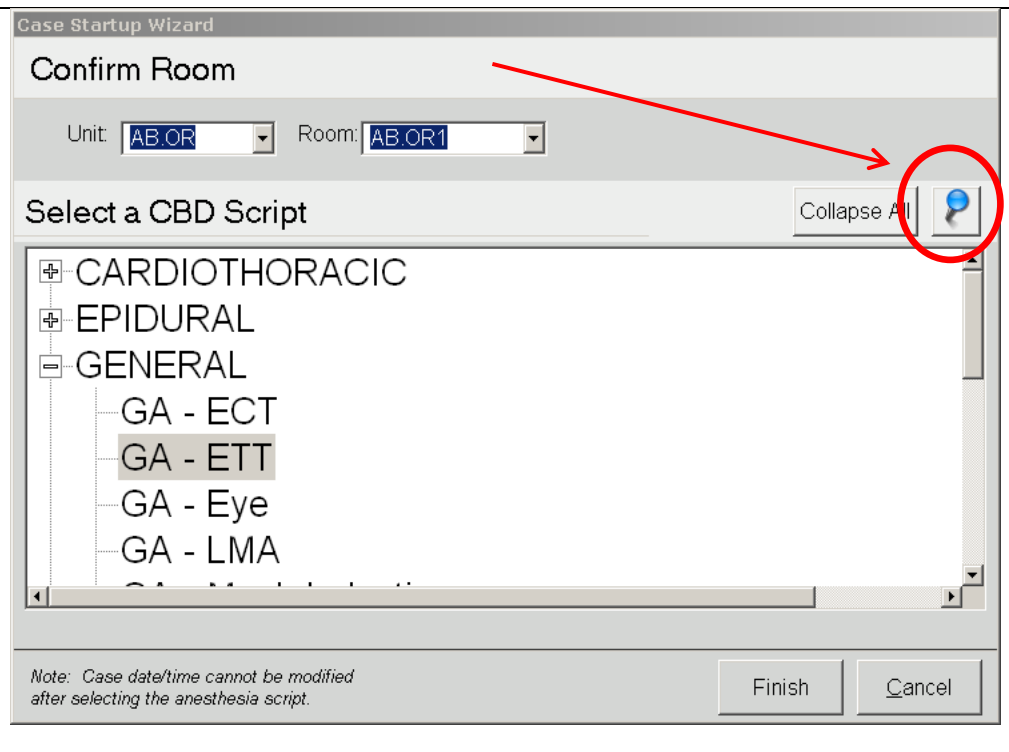 Case Startup Wizard
Confirm Room
Unit: AB.OR Room: AB.OR1
Select a CBD Script Collapse All
CARDIOTHORACIC
EPIDURAL
GENERAL
GA - ECT
GA - ETT
GA - Eye
GA - LMA
Note: Case date/time cannot be modified
after selecting the anesthesia script.
Finish Cancel